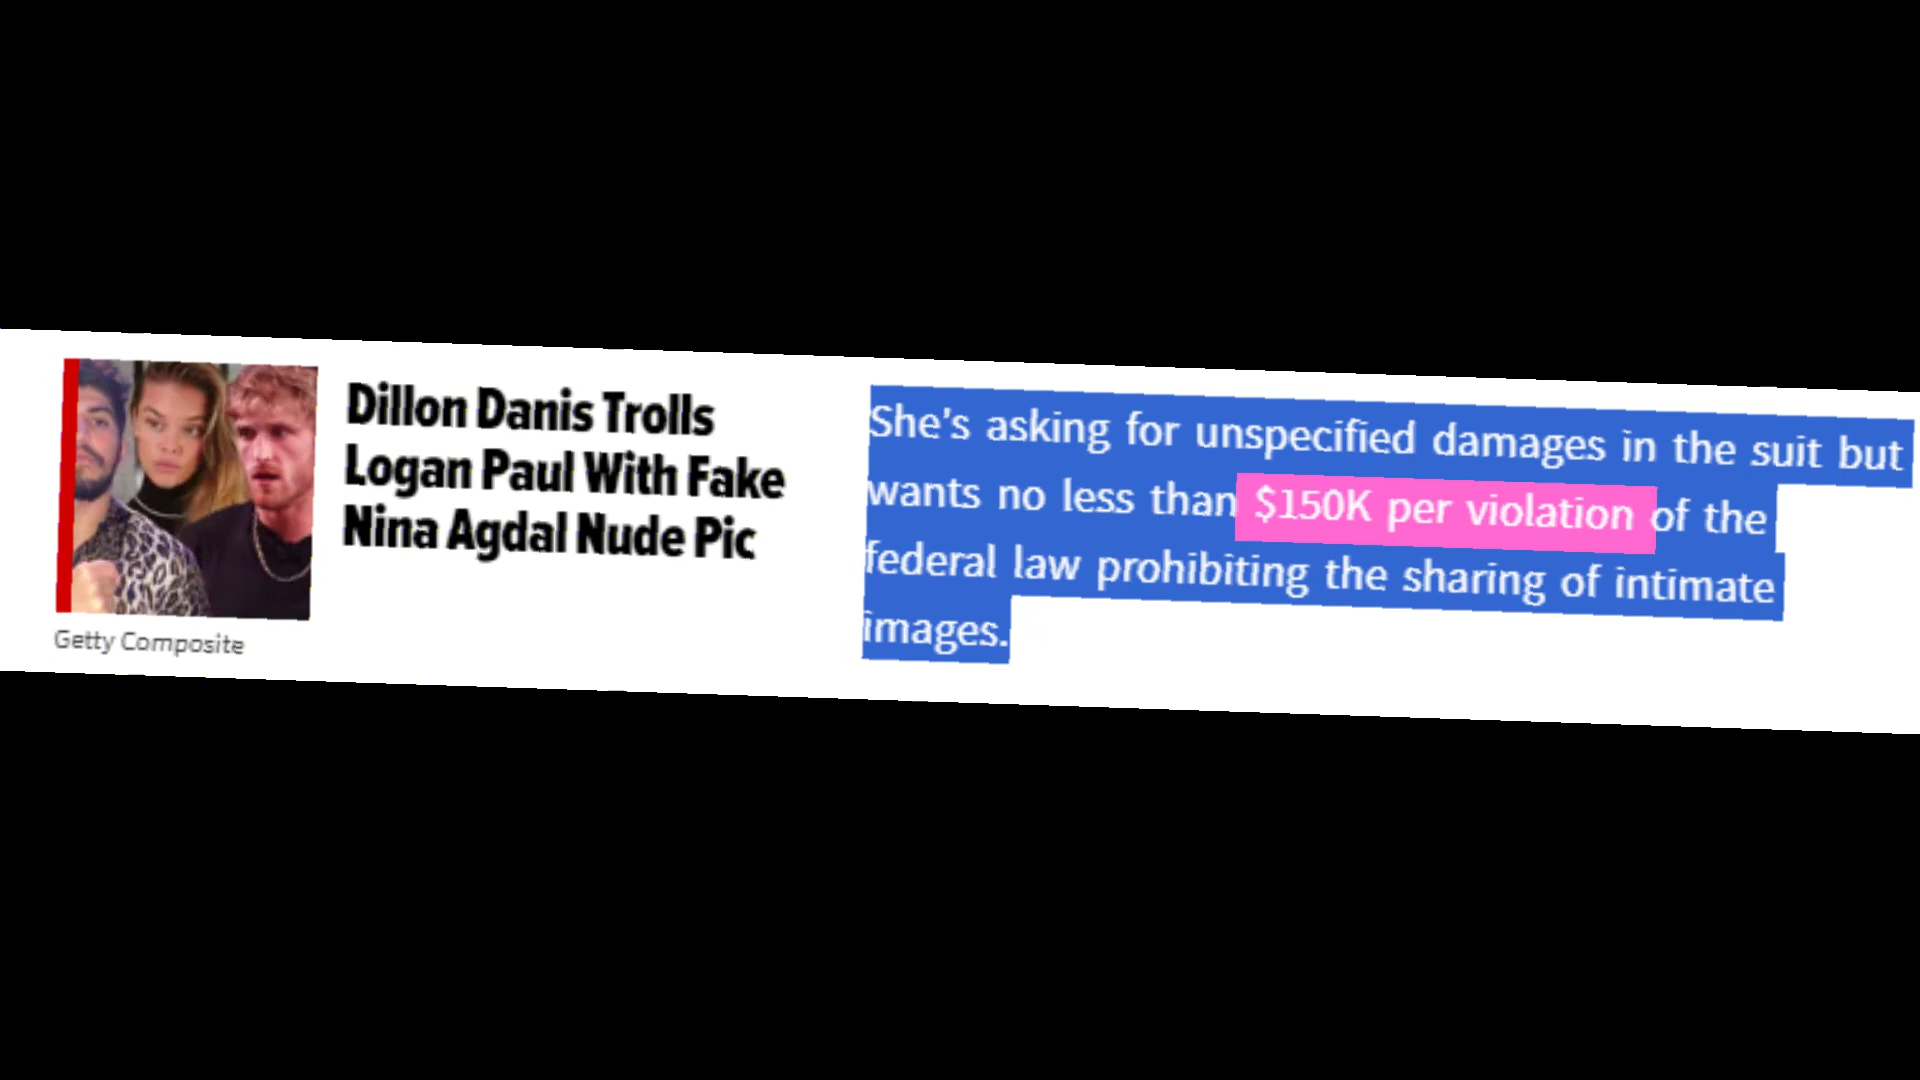 Dillon Danis Trolls
Logan Paul With Fake
Nina Agdal Nude Pic
Getty Composite
She's asking for unspecified damages in the suit but
wants no less than $150K per violation of the
federal law prohibiting the sharing of intimate
images.